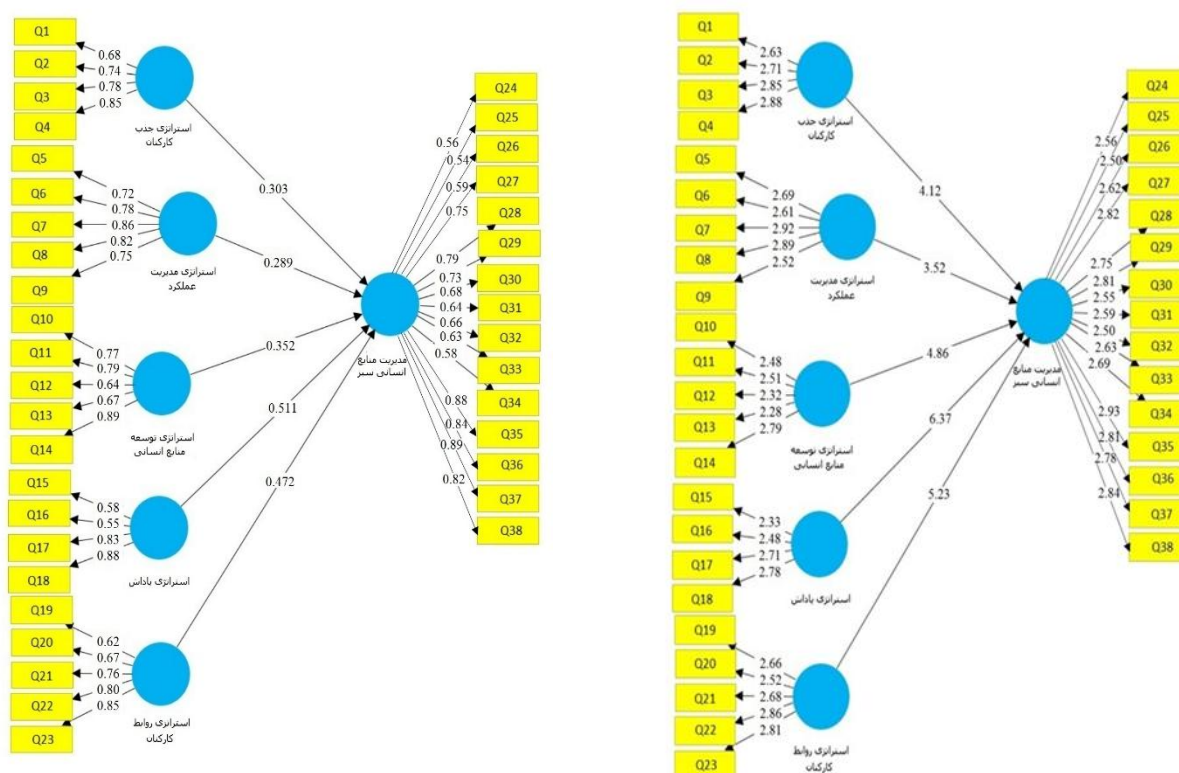 Q1
Q2
Q3
Q4
0.68
0.74
0.78
0.85
استراتژی جذب
کارکنان
0.303
Q5
Q6
Q7
Q8
Q9
0.72
0.78
0.86
0.82
0.75
استراتژی مدیریت
عملکرد
0.289
Q10
Q11
Q12
Q13
Q14
0.77
0.79
0.64
0.67
0.89
استراتژی توسعه
منابع انسانی
0.352
Q15
Q16
Q17
Q18
0.58
0.55
0.83
0.88
استراتژی پاداش
0.511
Q19
Q20
Q21
Q22
Q23
0.62
0.67
0.76
0.80
0.85
استراتژی روابط
کارکنان
0.472
مدیریت منابع
انسانی سبز
0.56
0.54
0.59
0.75
0.79
0.73
0.68
0.64
0.66
0.63
0.58
0.88
0.84
0.89
0.82
Q24
Q25
Q26
Q27
Q28
Q29
Q30
Q31
Q32
Q33
Q34
Q35
Q36
Q37
Q38
Q1
Q2
Q3
Q4
2.63
2.71
2.85
2.88
استراتژی جذب
کارکنان
4.12
Q5
Q6
Q7
Q8
Q9
2.69
2.61
2.92
2.89
2.52
استراتژی مدیریت
عملکرد
3.52
Q10
Q11
Q12
Q13
Q14
2.48
2.51
2.32
2.28
2.79
استراتژی توسعه
منابع انسانی
4.86
Q15
Q16
Q17
Q18
2.33
2.48
2.71
2.78
استراتژی پاداش
6.37
Q19
Q20
Q21
Q22
Q23
2.66
2.52
2.68
2.86
2.81
استراتژی روابط
کارکنان
5.23
مدیریت منابع
انسانی سبز
2.56
2.50
2.62
2.82
2.75
2.81
2.55
2.59
2.50
2.63
2.69
2.93
2.81
2.78
2.84
Q24
Q25
Q26
Q27
Q28
Q29
Q30
Q31
Q32
Q33
Q34
Q35
Q36
Q37
Q38